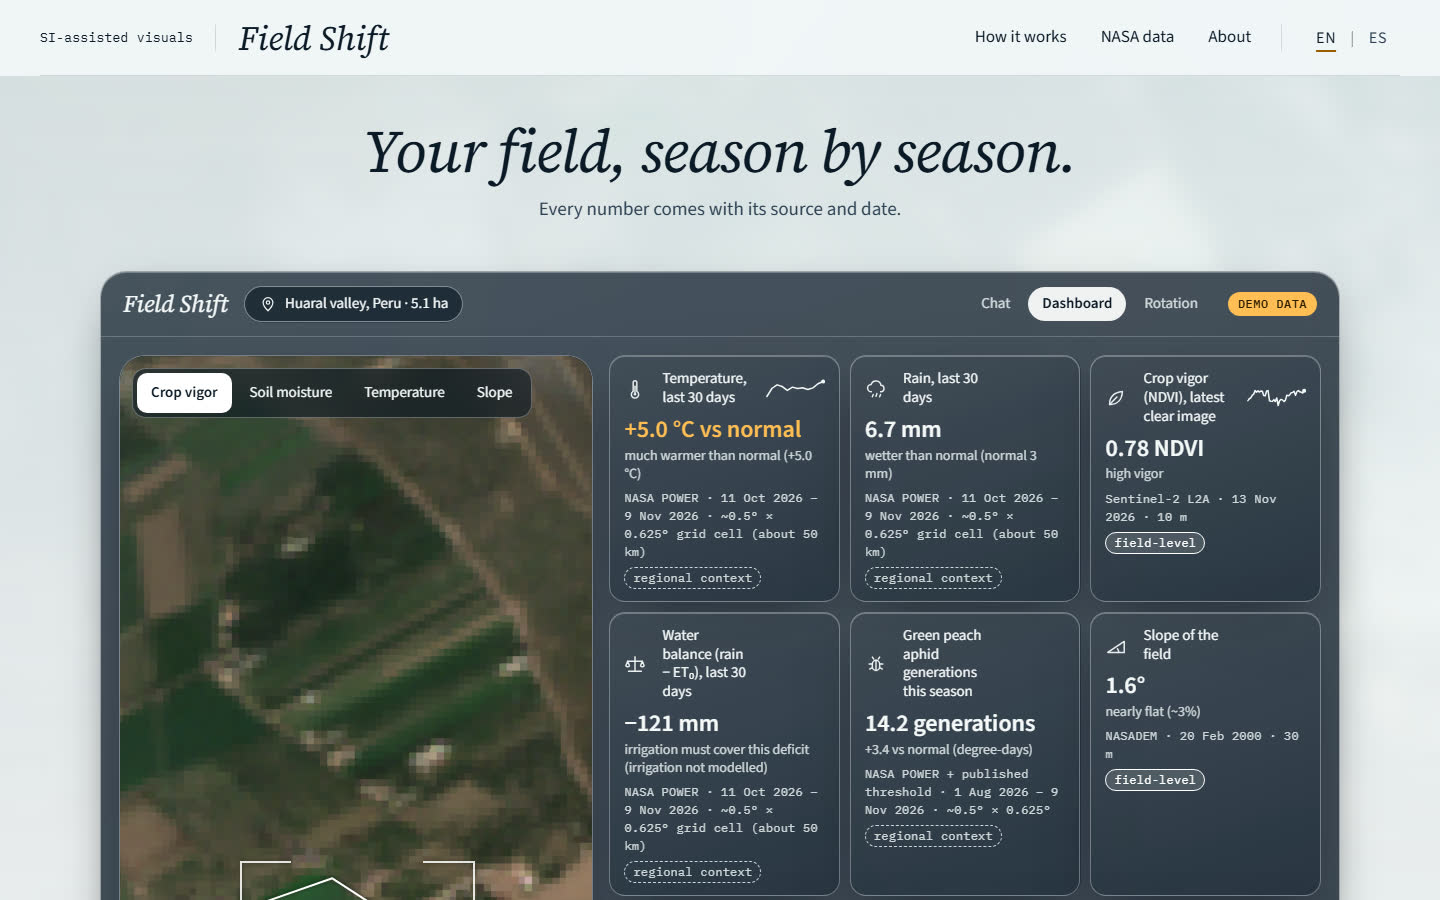 SI-assisted visuals
Field Shift
How it works
NASA data
About
EN | ES
Your field, season by season.
Every number comes with its source and date.
Field Shift
Huaral valley, Peru · 5.1 ha
Chat
Dashboard
Rotation
DEMO DATA
Crop vigor
Soil moisture
Temperature
Slope
Temperature,
last 30 days
+5.0 °C vs normal
much warmer than normal (+5.0
°C)
NASA POWER · 11 Oct 2026 –
9 Nov 2026 · ~0.5° ×
0.625° grid cell (about 50
km)
regional context
Rain, last 30
days
6.7 mm
wetter than normal (normal 3
mm)
NASA POWER · 11 Oct 2026 –
9 Nov 2026 · ~0.5° ×
0.625° grid cell (about 50
km)
regional context
Crop vigor
(NDVI), latest
clear image
0.78 NDVI
high vigor
Sentinel-2 L2A · 13 Nov
2026 · 10 m
field-level
Water
balance (rain
− ET₀), last 30
days
−121 mm
irrigation must cover this deficit
(irrigation not modelled)
NASA POWER · 11 Oct 2026 –
9 Nov 2026 · ~0.5° ×
0.625° grid cell (about 50
km)
regional context
Green peach
aphid
generations
this season
14.2 generations
+3.4 vs normal (degree-days)
NASA POWER + published
threshold · 1 Aug 2026 – 9
Nov 2026 · ~0.5° × 0.625°
regional context
Slope of the
field
1.6°
nearly flat (~3%)
NASADEM · 20 Feb 2000 · 30
m
field-level